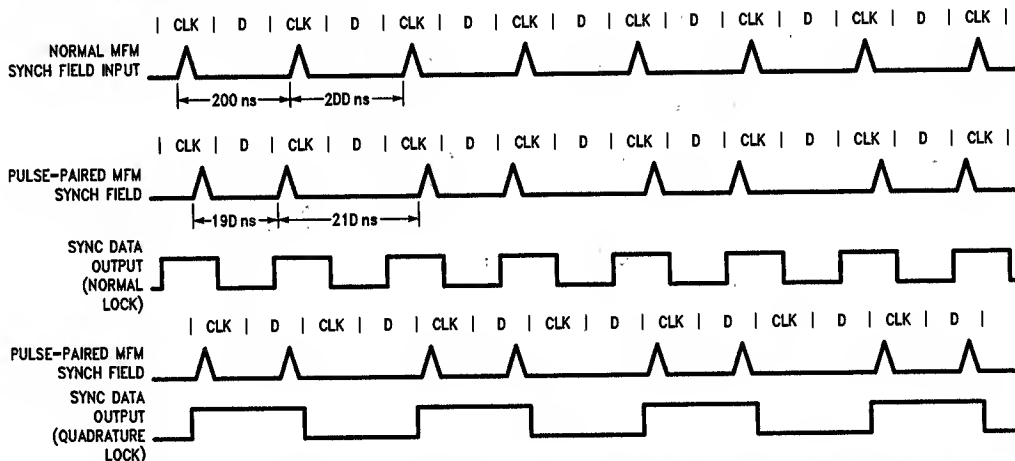 | CLK | D | CLK | D | CLK | D | CLK | D | CLK | D | CLK | D | CLK | D | CLK |
NORMAL MFM
SYNCH FIELD INPUT
200 ns
2DD ns
| CLK | D | CLK | D | CLK | D | CLK | D | CLK | D | CLK | D | CLK | D | CLK |
PULSE-PAIRED MFM
SYNCH FIELD
19D ns
21D ns
SYNC DATA
OUTPUT
(NORMAL
LOCK)
| CLK | D | CLK | D | CLK | D | CLK | D | CLK | D | CLK | D | CLK | D |
PULSE-PAIRED MFM
SYNCH FIELD
SYNC DATA
OUTPUT
(QUADRATURE
LOCK)